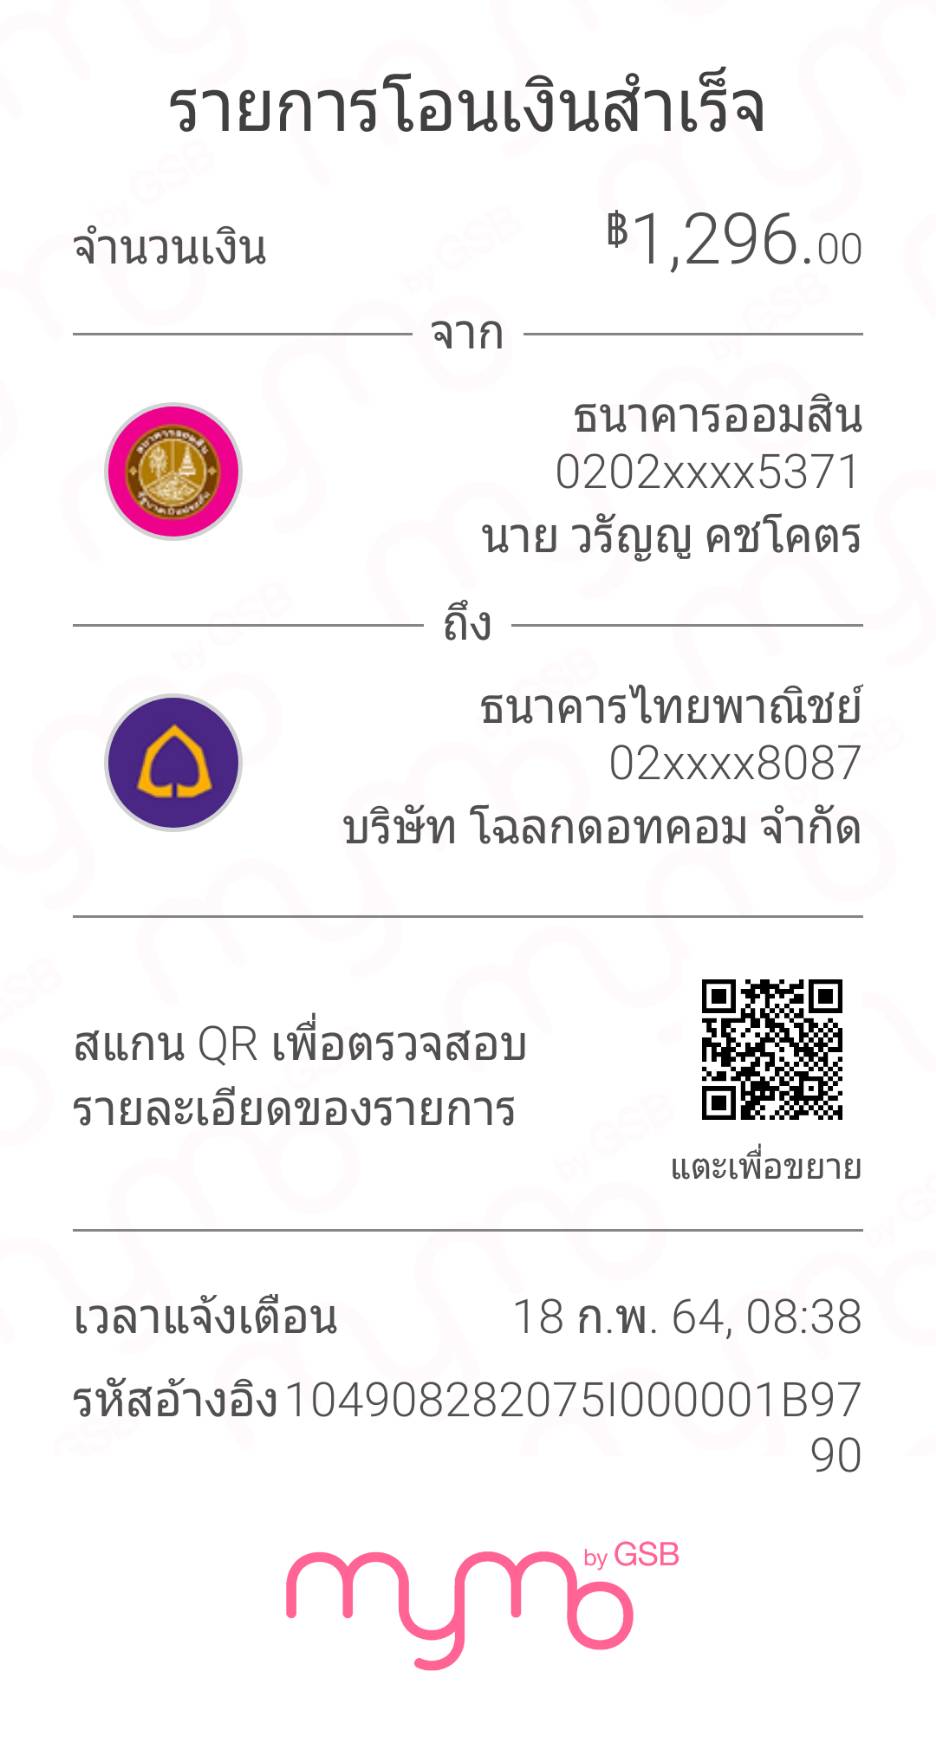 รายการโอนเงินสำเร็จ
จำนวนเงิน ฿1,296.00
จาก
ธนาคารออมสิน
0202xxxx5371
นาย วรัญญ คชโคตร
ถึง
ธนาคารไทยพาณิชย์
02xxxx8087
บริษัท โฉลกดอทคอม จำกัด
สแกน QR เพื่อตรวจสอบ
รายละเอียดของรายการ
แตะเพื่อขยาย
เวลาแจ้งเตือน 18 ก.พ. 64, 08:38
รหัสอ้างอิง 104908282075I000001B97
90
mymo by GSB